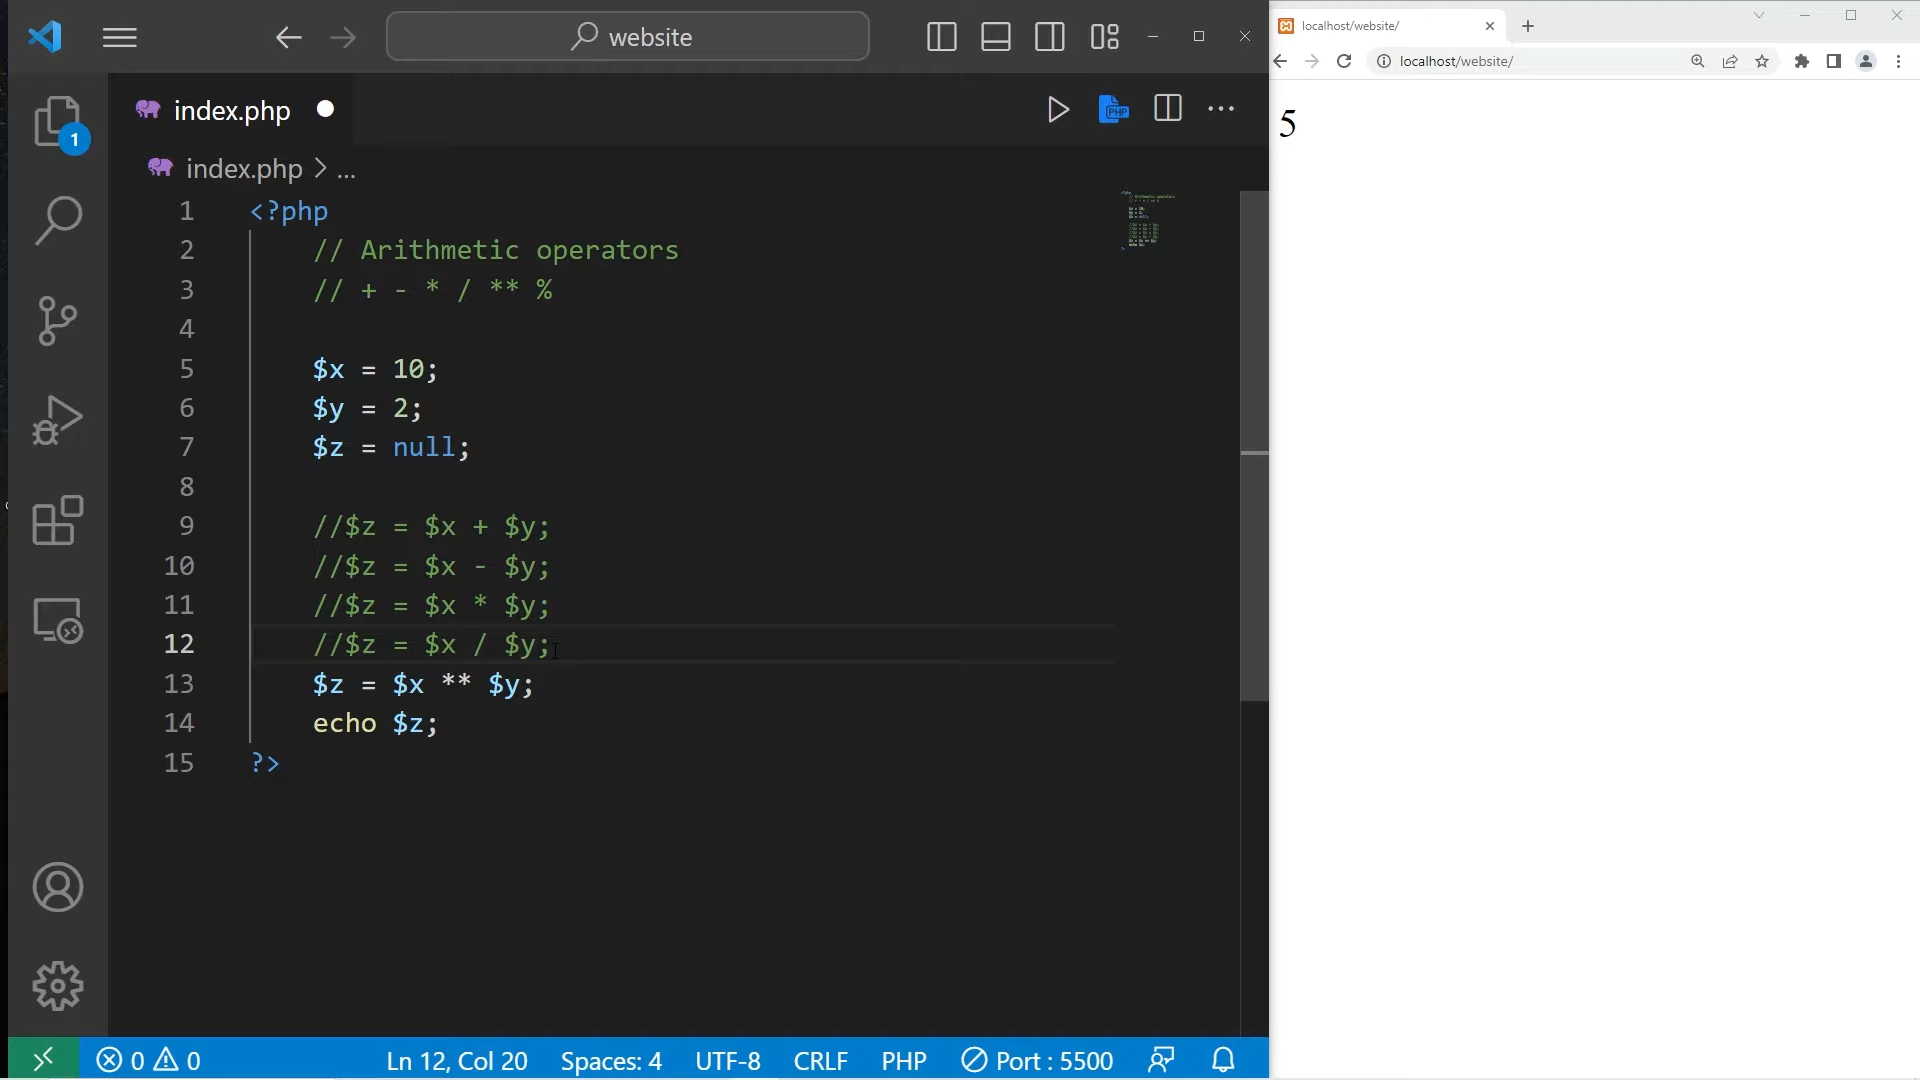 website
index.php
index.php > ...
1 <?php
2 // Arithmetic operators
3 // + - * / ** %
4
5 $x = 10;
6 $y = 2;
7 $z = null;
8
9 //$z = $x + $y;
10 //$z = $x - $y;
11 //$z = $x * $y;
12 //$z = $x / $y;
13 $z = $x ** $y;
14 echo $z;
15 ?>
1
PHP
0 0 Ln 12, Col 20 Spaces: 4 UTF-8 CRLF PHP Port : 5500
localhost/website/
localhost/website/
5